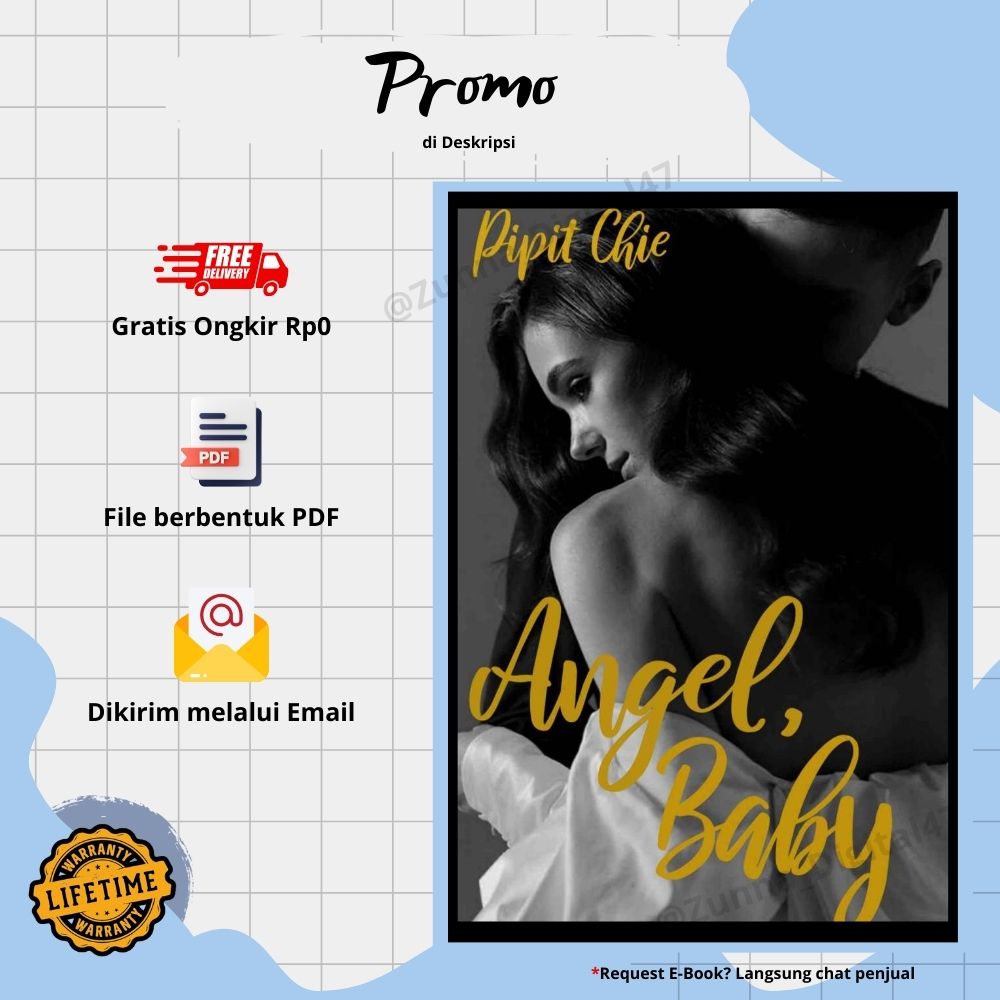 Promo
di Deskripsi
FREE
DELIVERY
Gratis Ongkir Rp0
PDF
File berbentuk PDF
@
Dikirim melalui Email
WARRANTY
LIFETIME
WARRANTY
Pipit Chie
Angel,
Baby
*Request E-Book? Langsung chat penjual